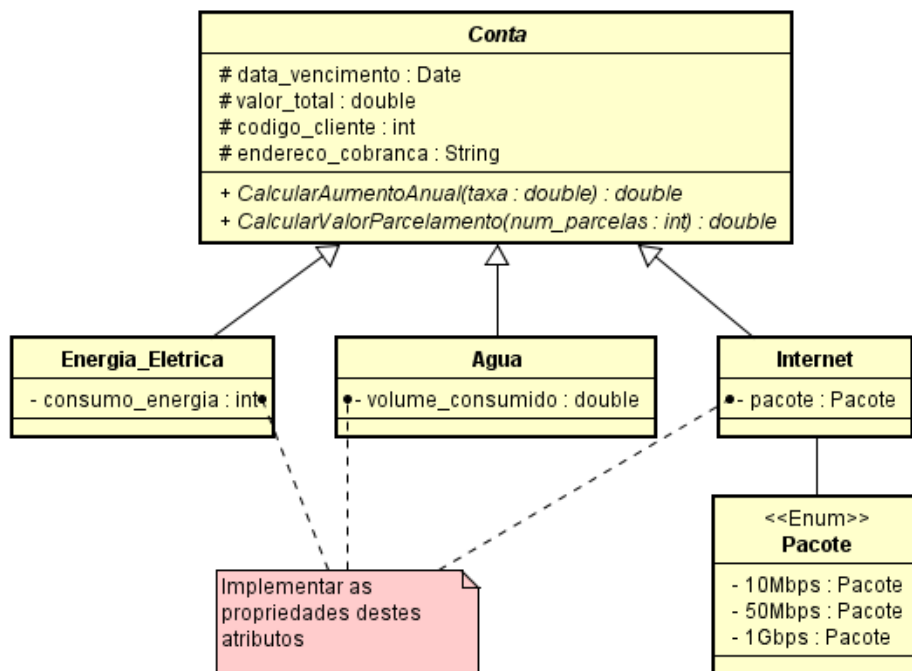 Conta
# data_vencimento : Date
# valor_total : double
# codigo_cliente : int
# endereco_cobranca : String
+ CalcularAumentoAnual(taxa : double) : double
+ CalcularValorParcelamento(num_parcelas : int) : double
Energia_Eletrica
- consumo_energia : int
Agua
- volume_consumido : double
Internet
- pacote : Pacote
<<Enum>>
Pacote
- 10Mbps : Pacote
- 50Mbps : Pacote
- 1Gbps : Pacote
Implementar as
propriedades destes
atributos